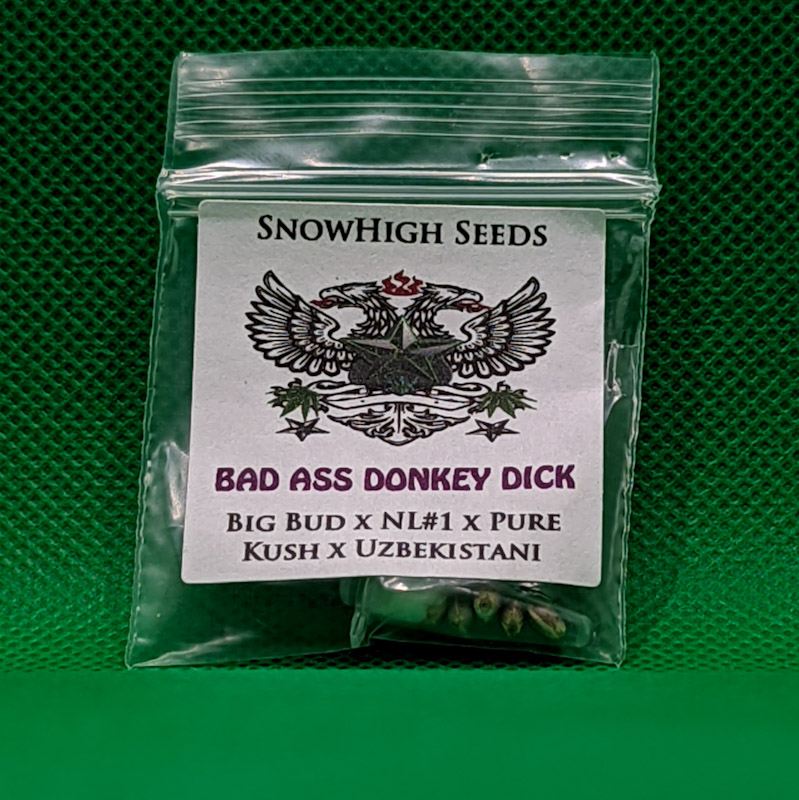 SnowHigh Seeds
BAD ASS DONKEY DICK
Big Bud x NL#1 x Pure
Kush x Uzbekistani